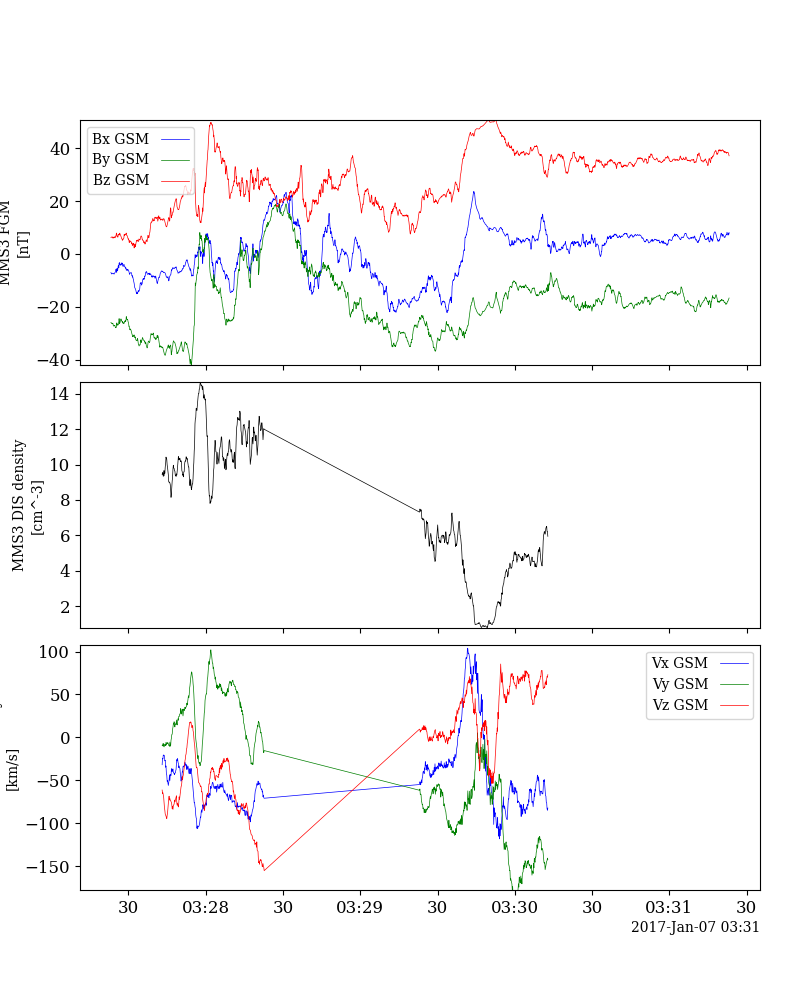 40
20
0
−20
−40
MMS3 FGM
[nT]
Bx GSM
By GSM
Bz GSM
14
12
10
8
6
4
2
MMS3 DIS density
[cm^-3]
100
50
0
−50
−100
−150
[km/s]
Vx GSM
Vy GSM
Vz GSM
30 03:28 30 03:29 30 03:30 30 03:31 30
2017-Jan-07 03:31